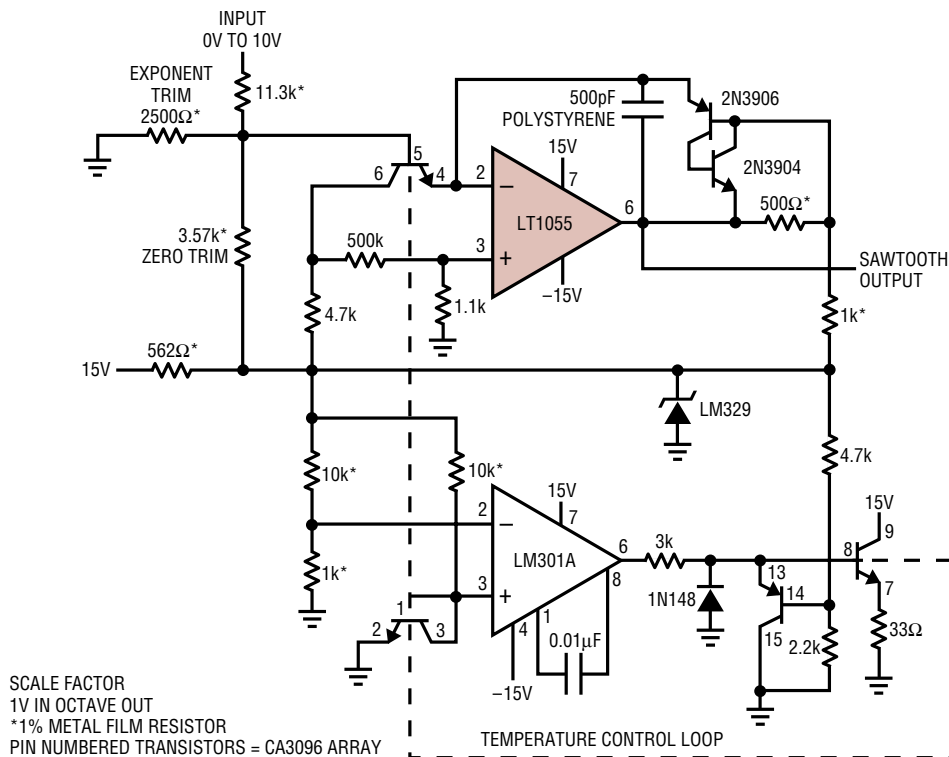 INPUT
0V TO 10V
EXPONENT
TRIM
2500Ω*
11.3k*
500pF
POLYSTYRENE
2N3906
15V
2N3904
5
6
4
2
7
6
LT1055
500Ω*
3.57k*
ZERO TRIM
500k
3
–15V
SAWTOOTH
OUTPUT
4.7k
1.1k
1k*
15V
562Ω*
LM329
10k*
10k*
4.7k
15V
7
2
15V
9
LM301A
6
3k
8
8
1k*
3
1N148
13
14
7
1
2
3
4
1
0.01µF
15
2.2k
33Ω
–15V
SCALE FACTOR
1V IN OCTAVE OUT
*1% METAL FILM RESISTOR
PIN NUMBERED TRANSISTORS = CA3096 ARRAY
TEMPERATURE CONTROL LOOP